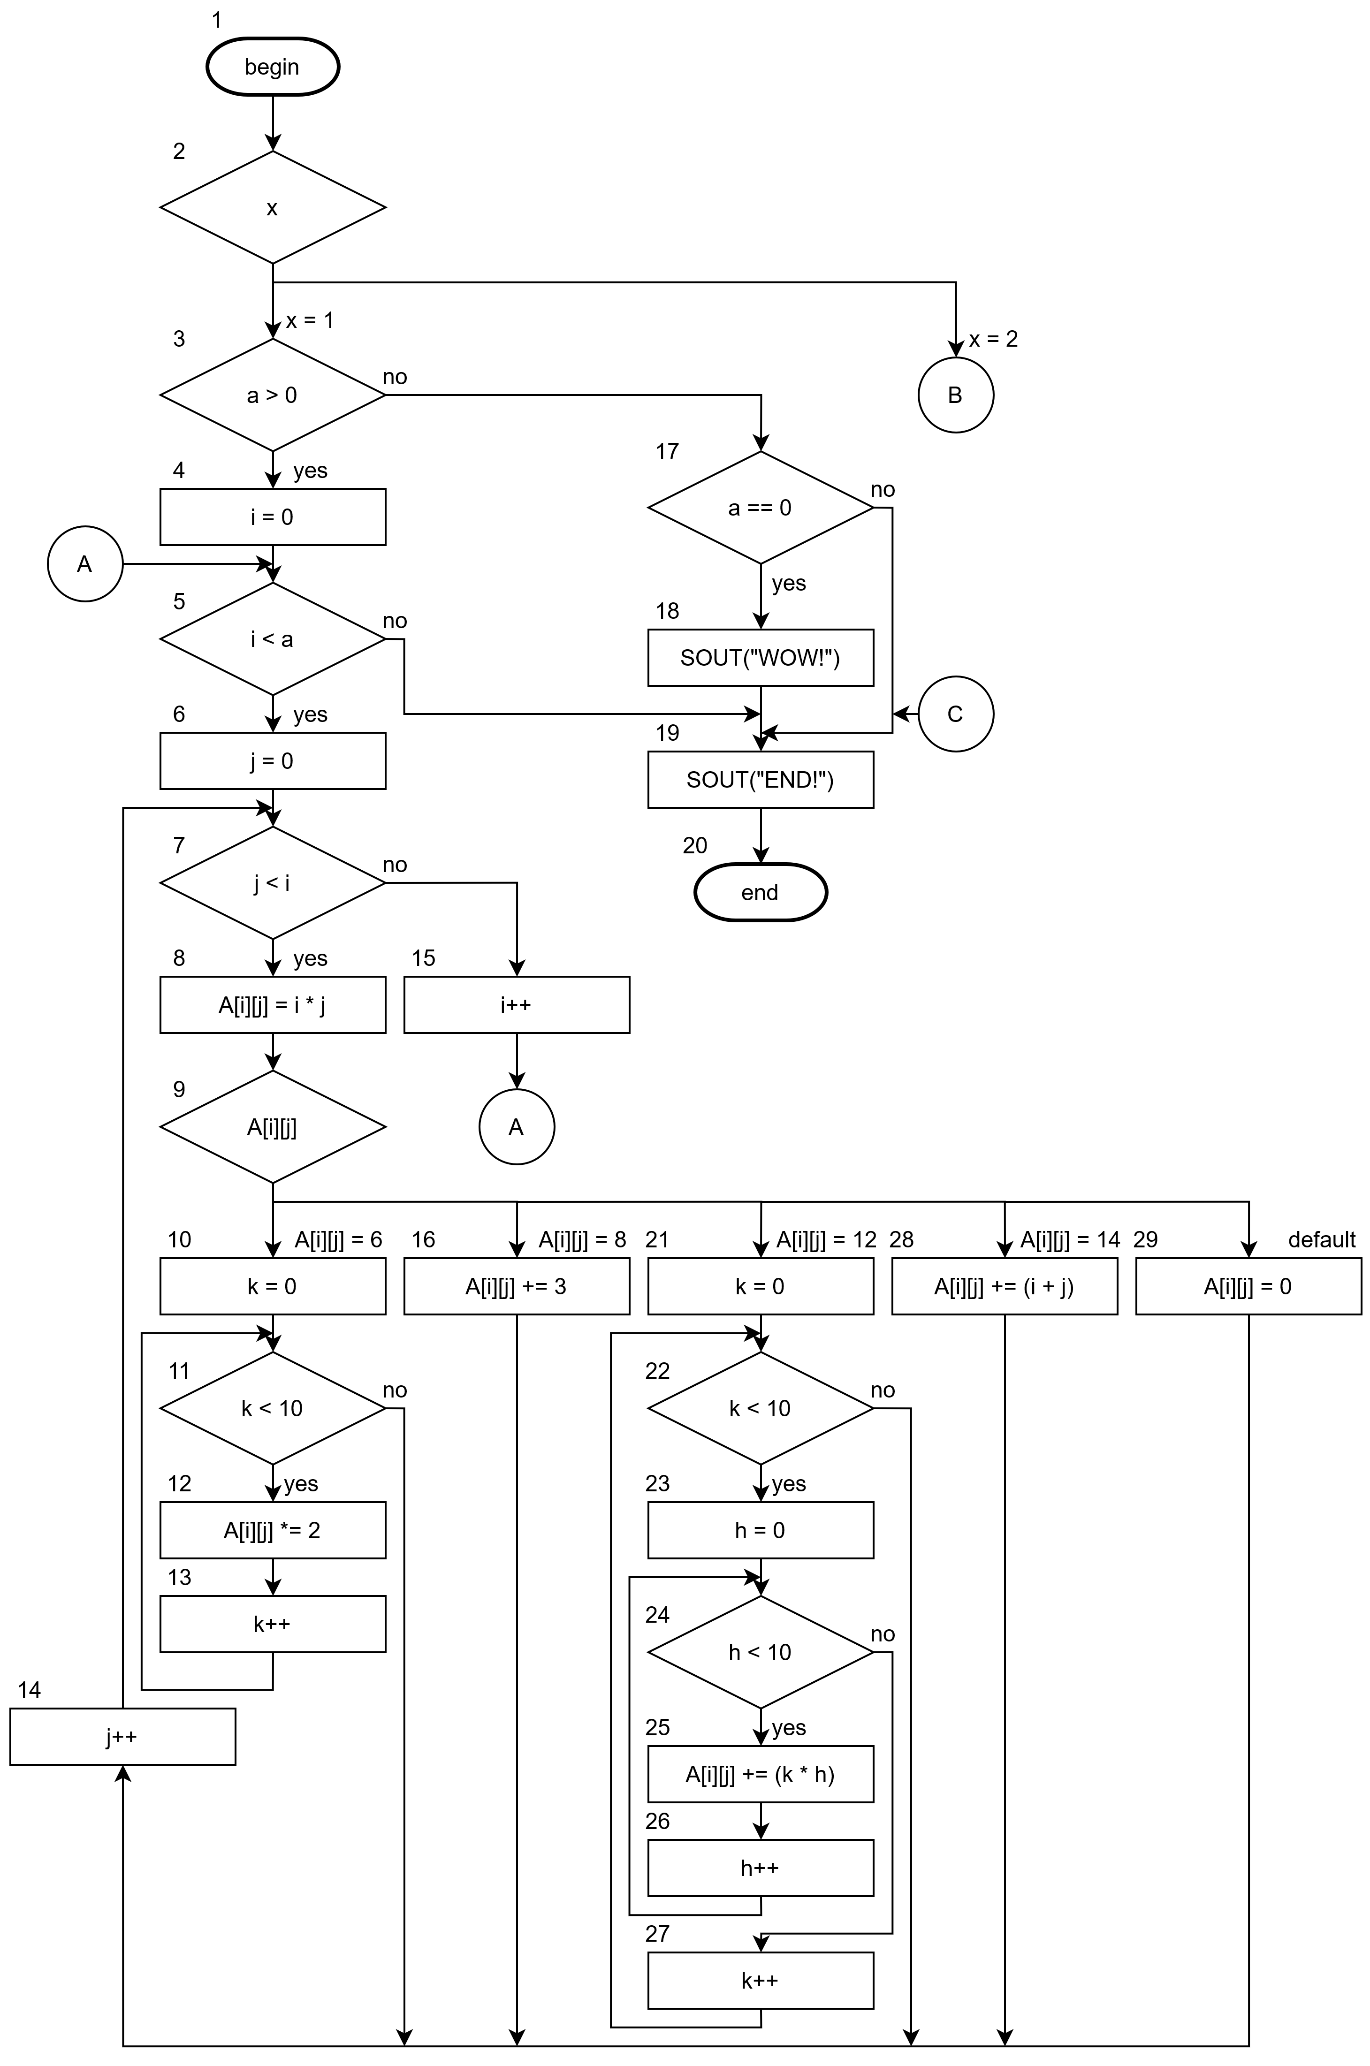 1
begin
2
x
x = 1
x = 2
3
a > 0
no
B
4
yes
i = 0
17
a == 0
no
A
5
i < a
no
yes
18
SOUT("WOW!")
6
yes
j = 0
C
19
SOUT("END!")
7
j < i
no
20
end
8
yes
A[i][j] = i * j
15
i++
9
A[i][j]
A
10
A[i][j] = 6
k = 0
16
A[i][j] = 8
A[i][j] += 3
21
A[i][j] = 12
k = 0
28
A[i][j] = 14
A[i][j] += (i + j)
29
default
A[i][j] = 0
11
k < 10
no
22
k < 10
no
12
yes
A[i][j] *= 2
23
yes
h = 0
13
k++
24
h < 10
no
14
j++
25
yes
A[i][j] += (k * h)
26
h++
27
k++